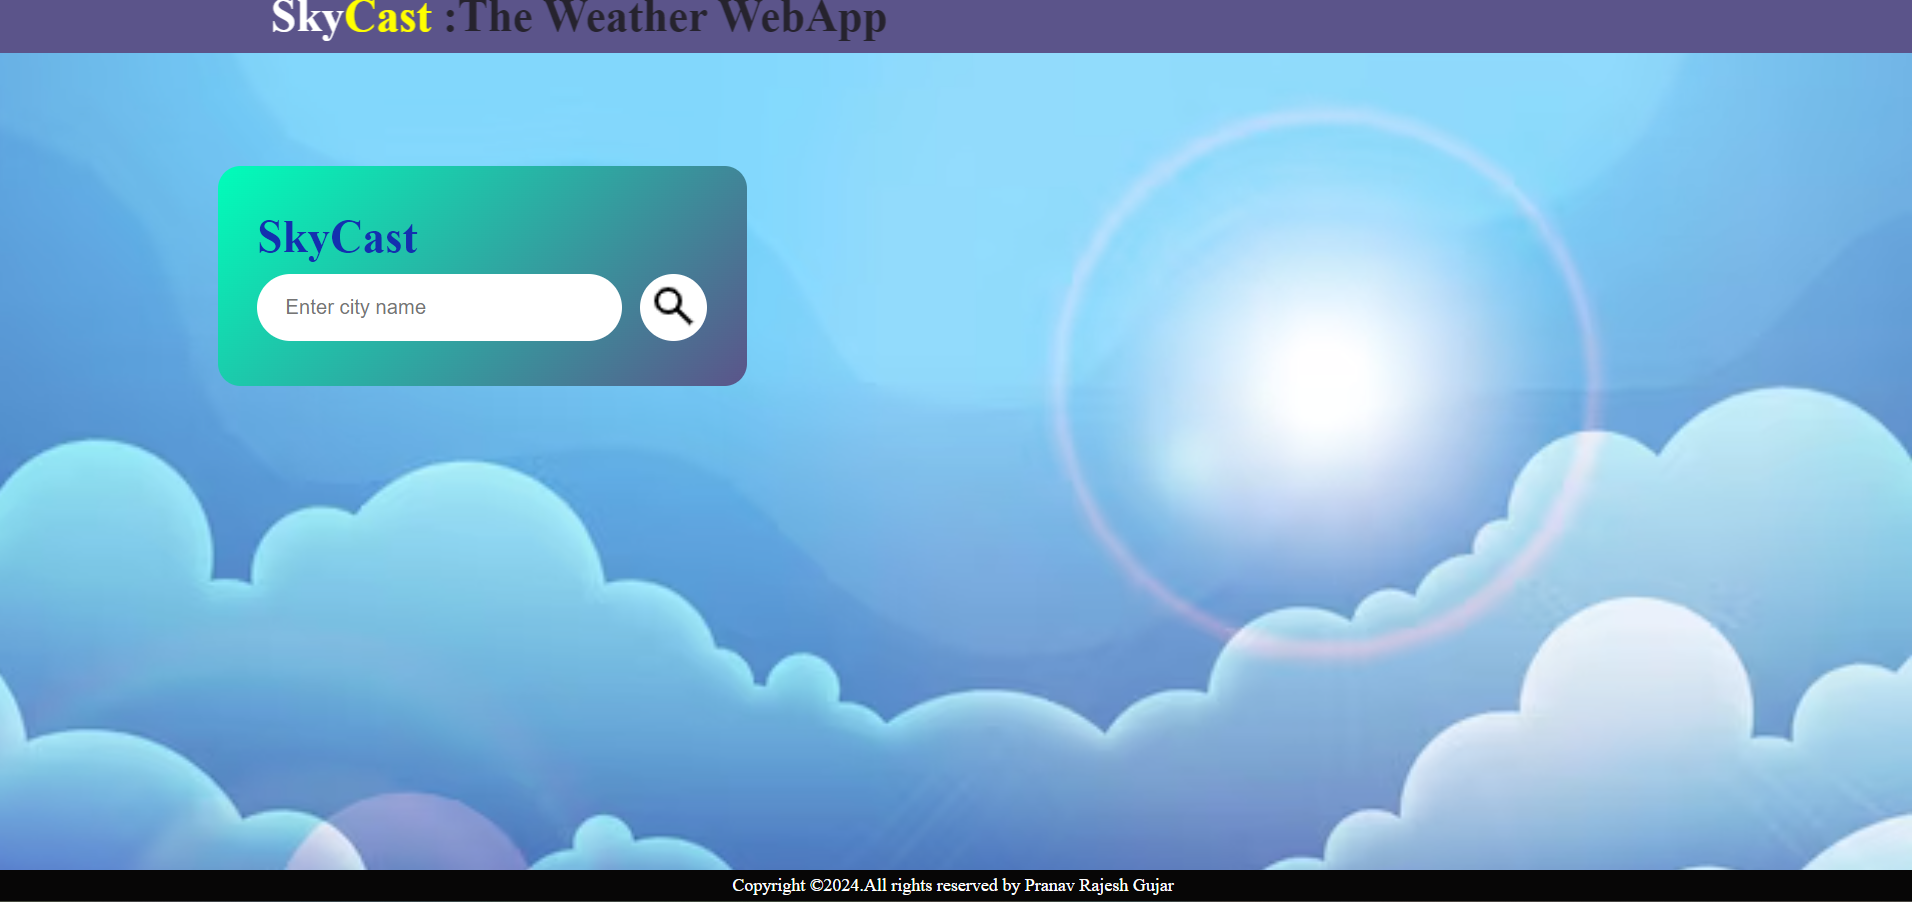 SkyCast :The Weather WebApp
SkyCast
Enter city name
Copyright ©2024.All rights reserved by Pranav Rajesh Gujar